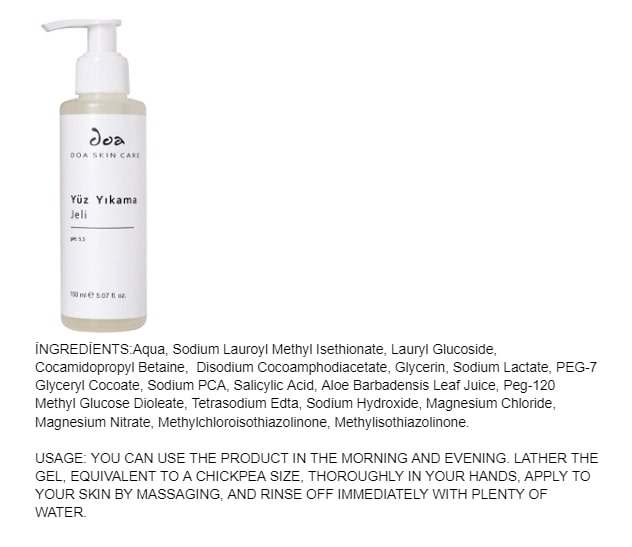 doa
DOA SKIN CARE
Yüz Yıkama
Jeli
pH: 5.5
150 ml ℮ 5.07 fl. oz.
İNGREDİENTS:Aqua, Sodium Lauroyl Methyl Isethionate, Lauryl Glucoside,
Cocamidopropyl Betaine, Disodium Cocoamphodiacetate, Glycerin, Sodium Lactate, PEG-7
Glyceryl Cocoate, Sodium PCA, Salicylic Acid, Aloe Barbadensis Leaf Juice, Peg-120
Methyl Glucose Dioleate, Tetrasodium Edta, Sodium Hydroxide, Magnesium Chloride,
Magnesium Nitrate, Methylchloroisothiazolinone, Methylisothiazolinone.
USAGE: YOU CAN USE THE PRODUCT IN THE MORNING AND EVENING. LATHER THE
GEL, EQUIVALENT TO A CHICKPEA SIZE, THOROUGHLY IN YOUR HANDS, APPLY TO
YOUR SKIN BY MASSAGING, AND RINSE OFF IMMEDIATELY WITH PLENTY OF
WATER.